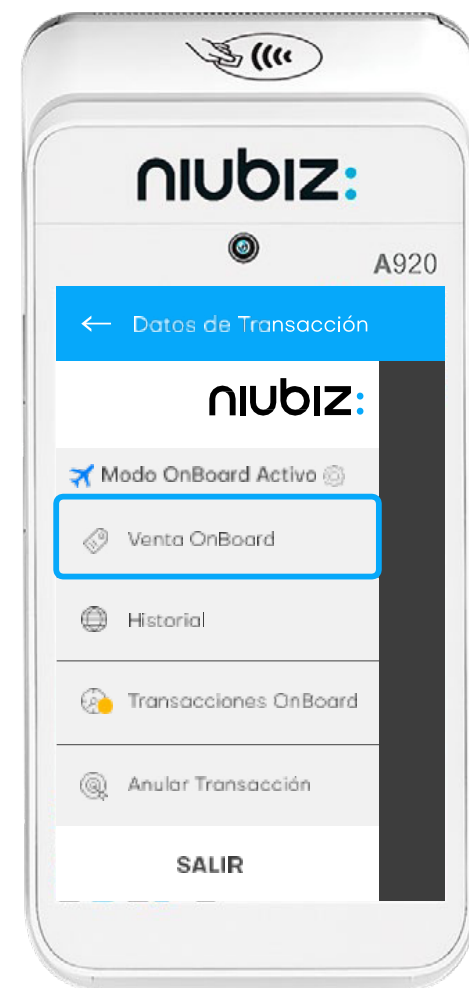 niubiz:
A920
← Datos de Transacción
niubiz:
Modo OnBoard Activo
Venta OnBoard
Historial
Transacciones OnBoard
Anular Transacción
SALIR